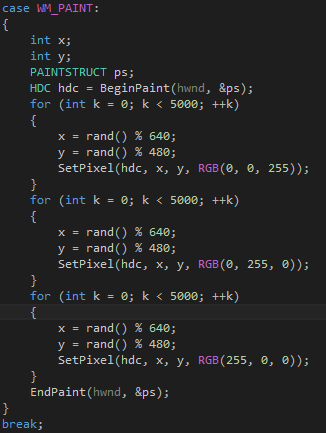 case WM_PAINT:
{
    int x;
    int y;
    PAINTSTRUCT ps;
    HDC hdc = BeginPaint(hwnd, &ps);
    for (int k = 0; k < 5000; ++k)
    {
        x = rand() % 640;
        y = rand() % 480;
        SetPixel(hdc, x, y, RGB(0, 0, 255));
    }
    for (int k = 0; k < 5000; ++k)
    {
        x = rand() % 640;
        y = rand() % 480;
        SetPixel(hdc, x, y, RGB(0, 255, 0));
    }
    for (int k = 0; k < 5000; ++k)
    {
        x = rand() % 640;
        y = rand() % 480;
        SetPixel(hdc, x, y, RGB(255, 0, 0));
    }
    EndPaint(hwnd, &ps);
}
break;